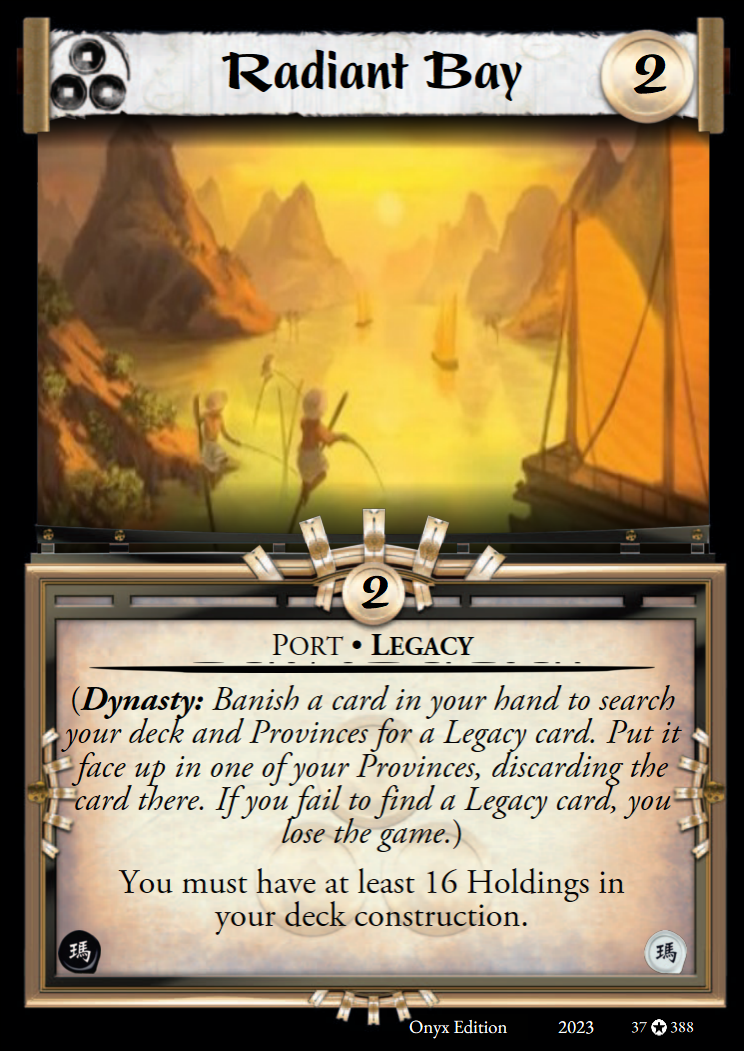 Radiant Bay
2
2
Port • Legacy
(Dynasty: Banish a card in your hand to search
your deck and Provinces for a Legacy card. Put it
face up in one of your Provinces, discarding the
card there. If you fail to find a Legacy card, you
lose the game.)
You must have at least 16 Holdings in
your deck construction.
瑪
瑪
Onyx Edition 2023 37 ✪ 388